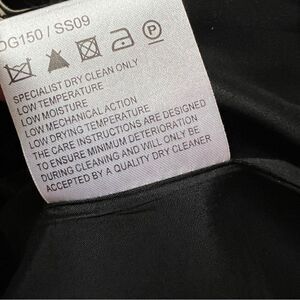 OG150 / SS09
P
SPECIALIST DRY CLEAN ONLY
LOW TEMPERATURE
LOW MOISTURE
LOW MECHANICAL ACTION
LOW DRYING TEMPERATURE
THE CARE INSTRUCTIONS ARE DESIGNED
TO ENSURE MINIMUM DETERIORATION
DURING CLEANING AND WILL ONLY BE
ACCEPTED BY A QUALITY DRY CLEANER